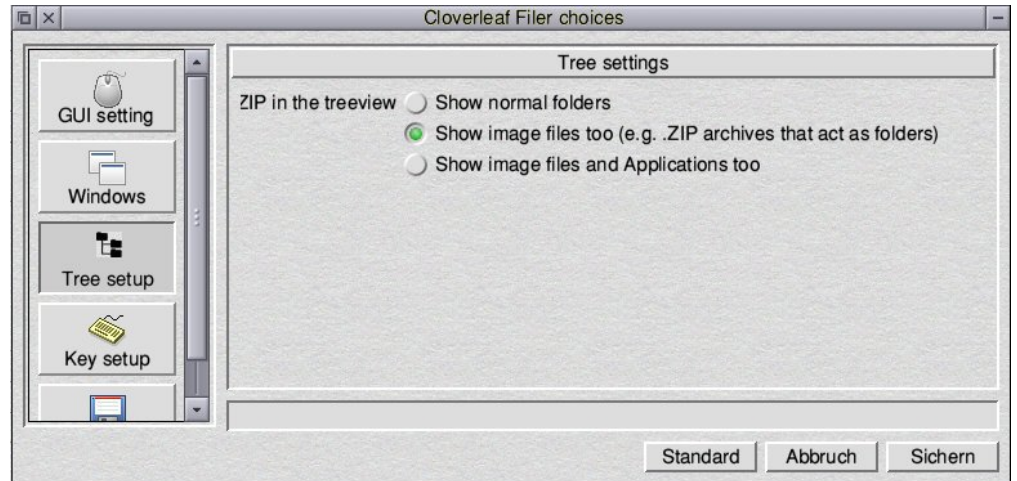 Cloverleaf Filer choices
GUI setting
Windows
Tree setup
Key setup
Tree settings
ZIP in the treeview
Show normal folders
Show image files too (e.g. .ZIP archives that act as folders)
Show image files and Applications too
Standard
Abbruch
Sichern